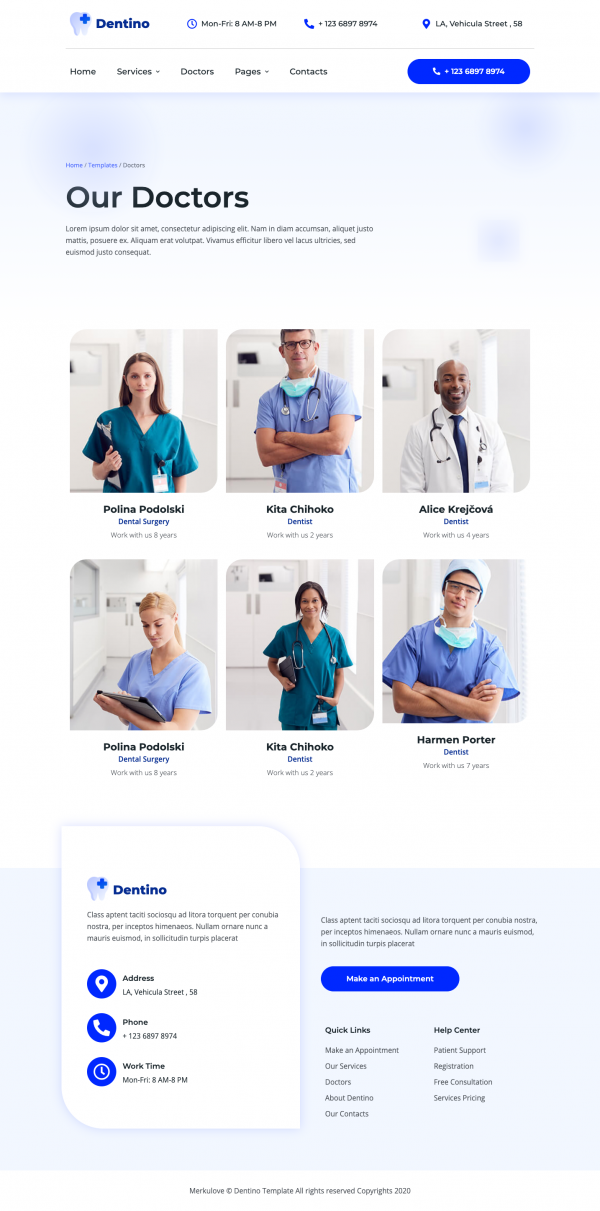 Dentino
Mon-Fri: 8 AM-8 PM
+ 123 6897 8974
LA, Vehicula Street , 58
Home
Services
Doctors
Pages
Contacts
+ 123 6897 8974
Home / Templates / Doctors
Our Doctors
Lorem ipsum dolor sit amet, consectetur adipiscing elit. Nam in diam accumsan, aliquet justo
mattis, posuere ex. Aliquam erat volutpat. Vivamus efficitur libero vel lacus ultricies, sed
euismod justo consequat.
Polina Podolski
Dental Surgery
Work with us 8 years
Kita Chihoko
Dentist
Work with us 2 years
Alice Krejčová
Dentist
Work with us 4 years
Polina Podolski
Dental Surgery
Work with us 8 years
Kita Chihoko
Dentist
Work with us 2 years
Harmen Porter
Dentist
Work with us 7 years
Dentino
Class aptent taciti sociosqu ad litora torquent per conubia
nostra, per inceptos himenaeos. Nullam ornare nunc a
mauris euismod, in sollicitudin turpis placerat
Address
LA, Vehicula Street , 58
Phone
+ 123 6897 8974
Work Time
Mon-Fri: 8 AM-8 PM
Class aptent taciti sociosqu ad litora torquent per conubia nostra,
per inceptos himenaeos. Nullam ornare nunc a mauris euismod,
in sollicitudin turpis placerat
Make an Appointment
Quick Links
Make an Appointment
Our Services
Doctors
About Dentino
Our Contacts
Help Center
Patient Support
Registration
Free Consultation
Services Pricing
Merkulove © Dentino Template All rights reserved Copyrights 2020